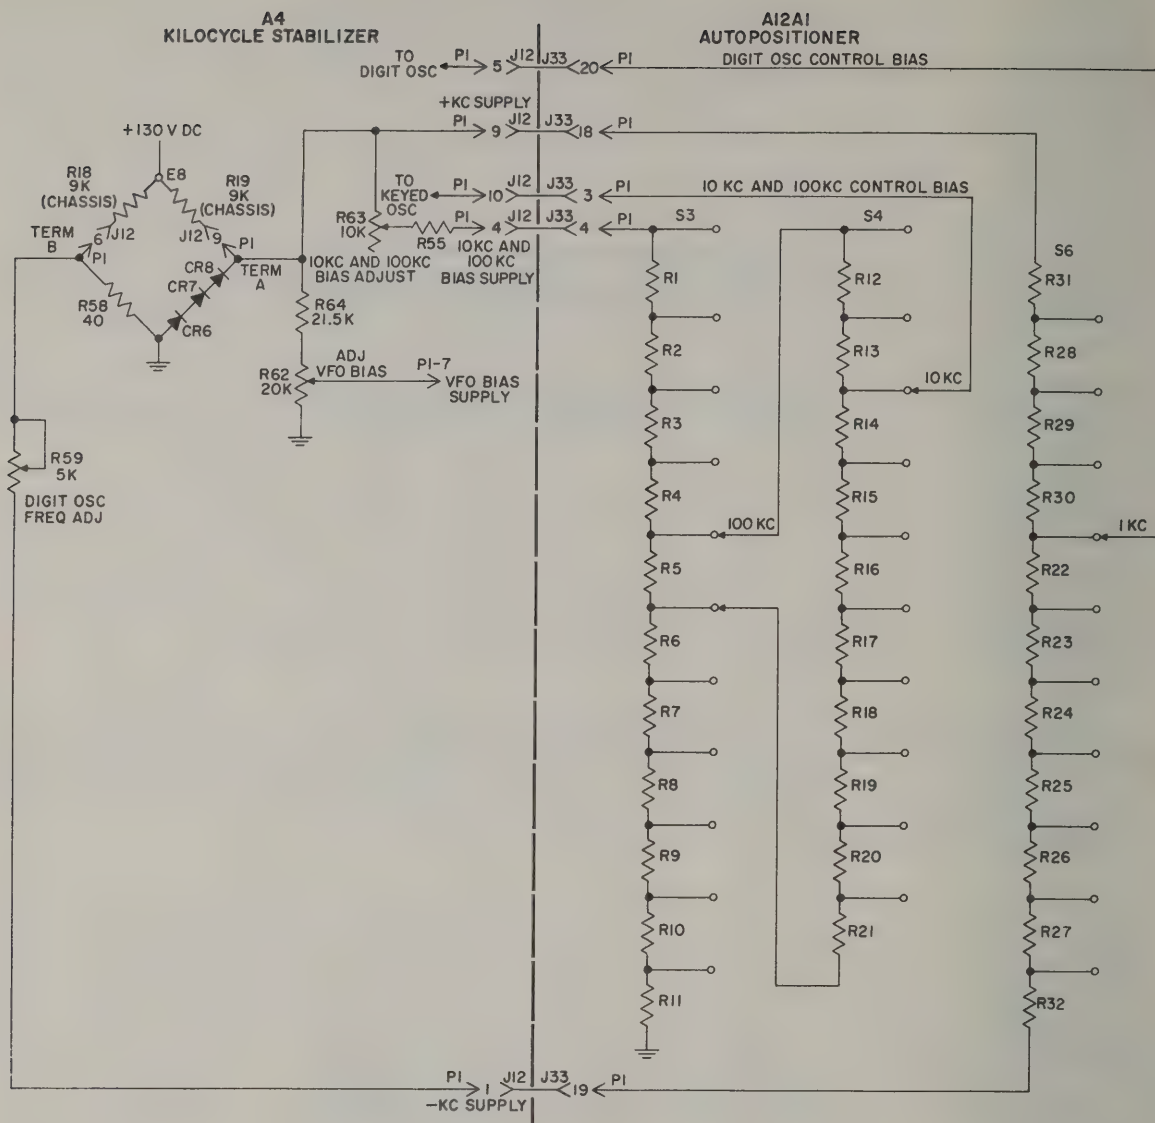 A4
KILOCYCLE STABILIZER
A12A1
AUTOPOSITIONER
TO
DIGIT OSC
P1
5
J12
J33
20
P1
DIGIT OSC CONTROL BIAS
+KC SUPPLY
P1
9
J12
J33
18
P1
+130 V DC
E8
R18
9K
(CHASSIS)
R19
9K
(CHASSIS)
TERM
B
6
J12
P1
J12
9
P1
TERM
A
CR8
CR7
CR6
R58
40
TO
KEYED
OSC
P1
10
J12
J33
3
P1
10 KC AND 100KC CONTROL BIAS
R63
10K
R55
P1
4
J12
J33
4
P1
10KC AND 100KC
BIAS ADJUST
10KC AND
100 KC
BIAS SUPPLY
R64
21.5K
R62
20K
ADJ
VFO BIAS
P1-7
VFO BIAS
SUPPLY
R59
5K
DIGIT OSC
FREQ ADJ
S3
R1
R2
R3
R4
R5
R6
R7
R8
R9
R10
R11
100 KC
S4
R12
R13
R14
R15
R16
R17
R18
R19
R20
R21
10 KC
S6
R31
R28
R29
R30
R22
R23
R24
R25
R26
R27
R32
1 KC
P1
1
J12
J33
19
P1
-KC SUPPLY